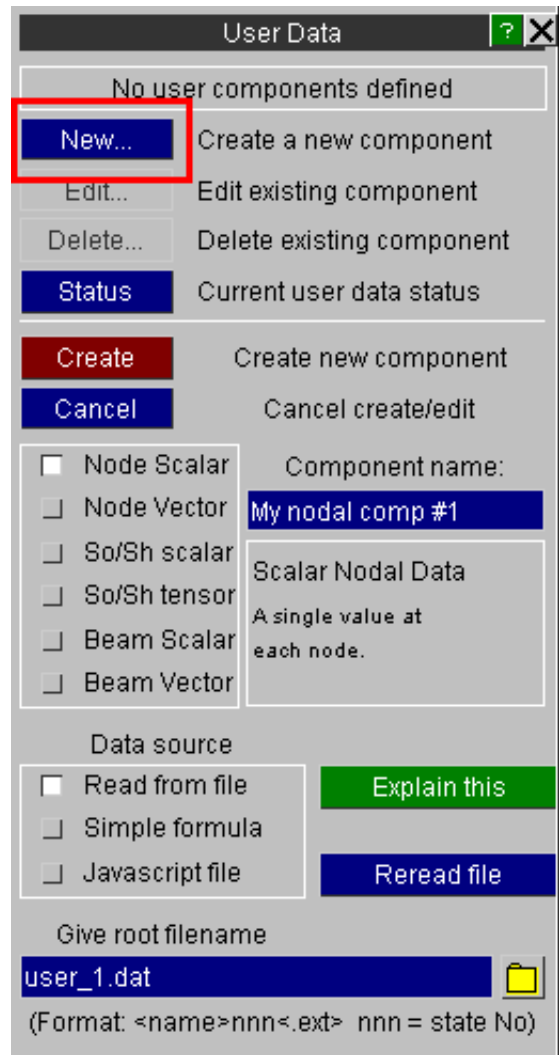 User Data ? X
No user components defined
New... Create a new component
Edit... Edit existing component
Delete... Delete existing component
Status Current user data status
Create Create new component
Cancel Cancel create/edit
Node Scalar Component name:
Node Vector My nodal comp #1
So/Sh scalar Scalar Nodal Data
So/Sh tensor A single value at
Beam Scalar each node.
Beam Vector
Data source
Read from file Explain this
Simple formula
Javascript file Reread file
Give root filename
user_1.dat
(Format: <name>nnn<.ext> nnn = state No)